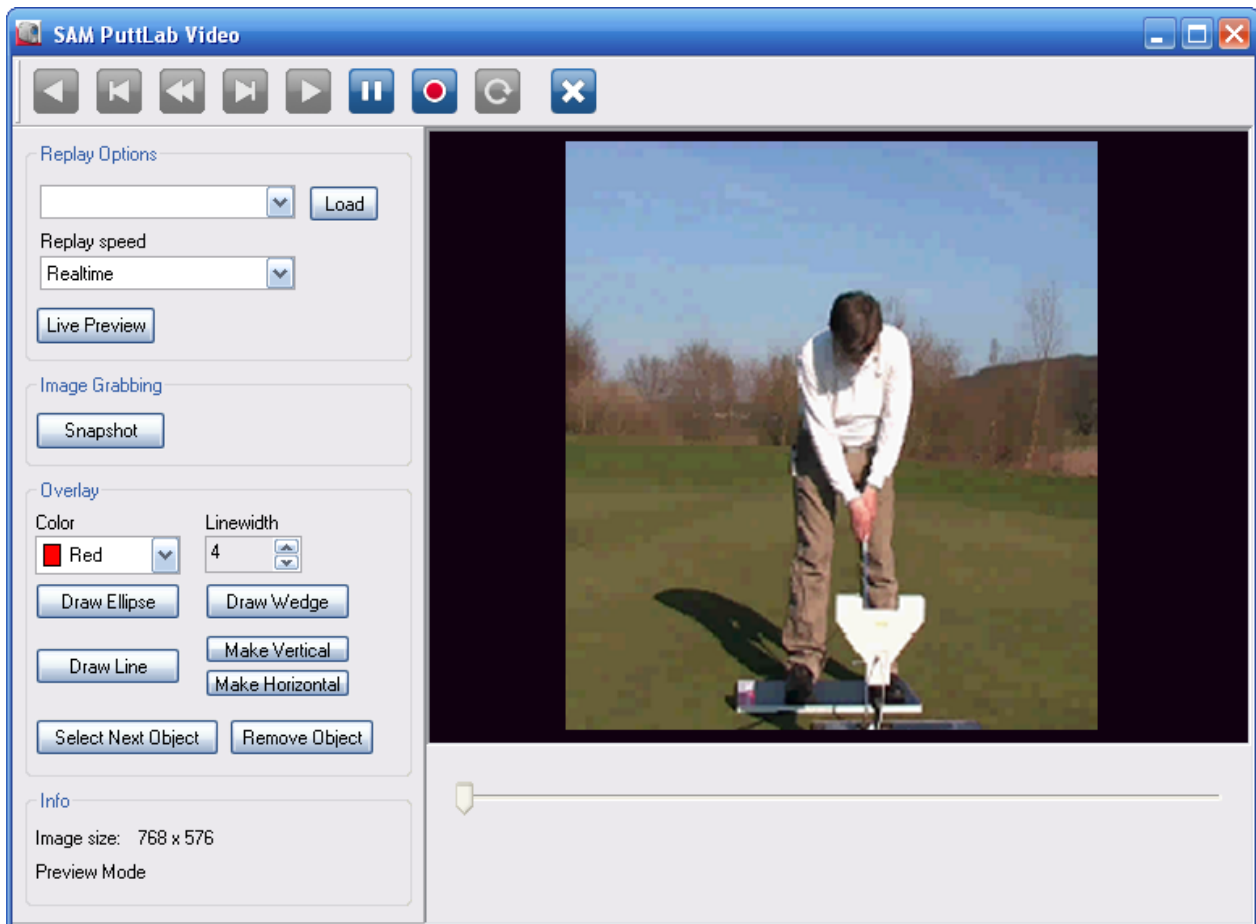 SAM PuttLab Video
Replay Options
Load
Replay speed
Realtime
Live Preview
Image Grabbing
Snapshot
Overlay
Color Linewidth
Red 4
Draw Ellipse Draw Wedge
Make Vertical
Draw Line
Make Horizontal
Select Next Object Remove Object
Info
Image size: 768 x 576
Preview Mode